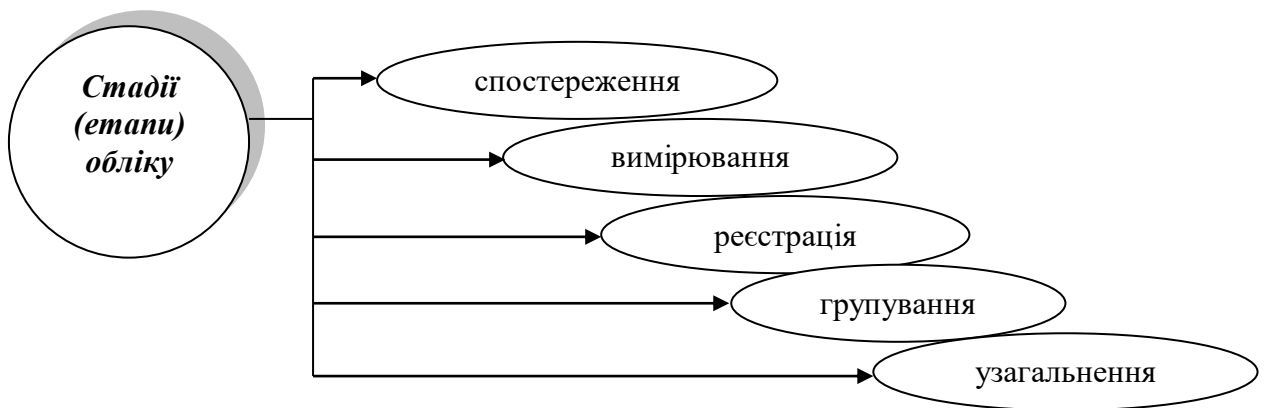 Стадії
(етапи)
обліку
спостереження
вимірювання
реєстрація
групування
узагальнення